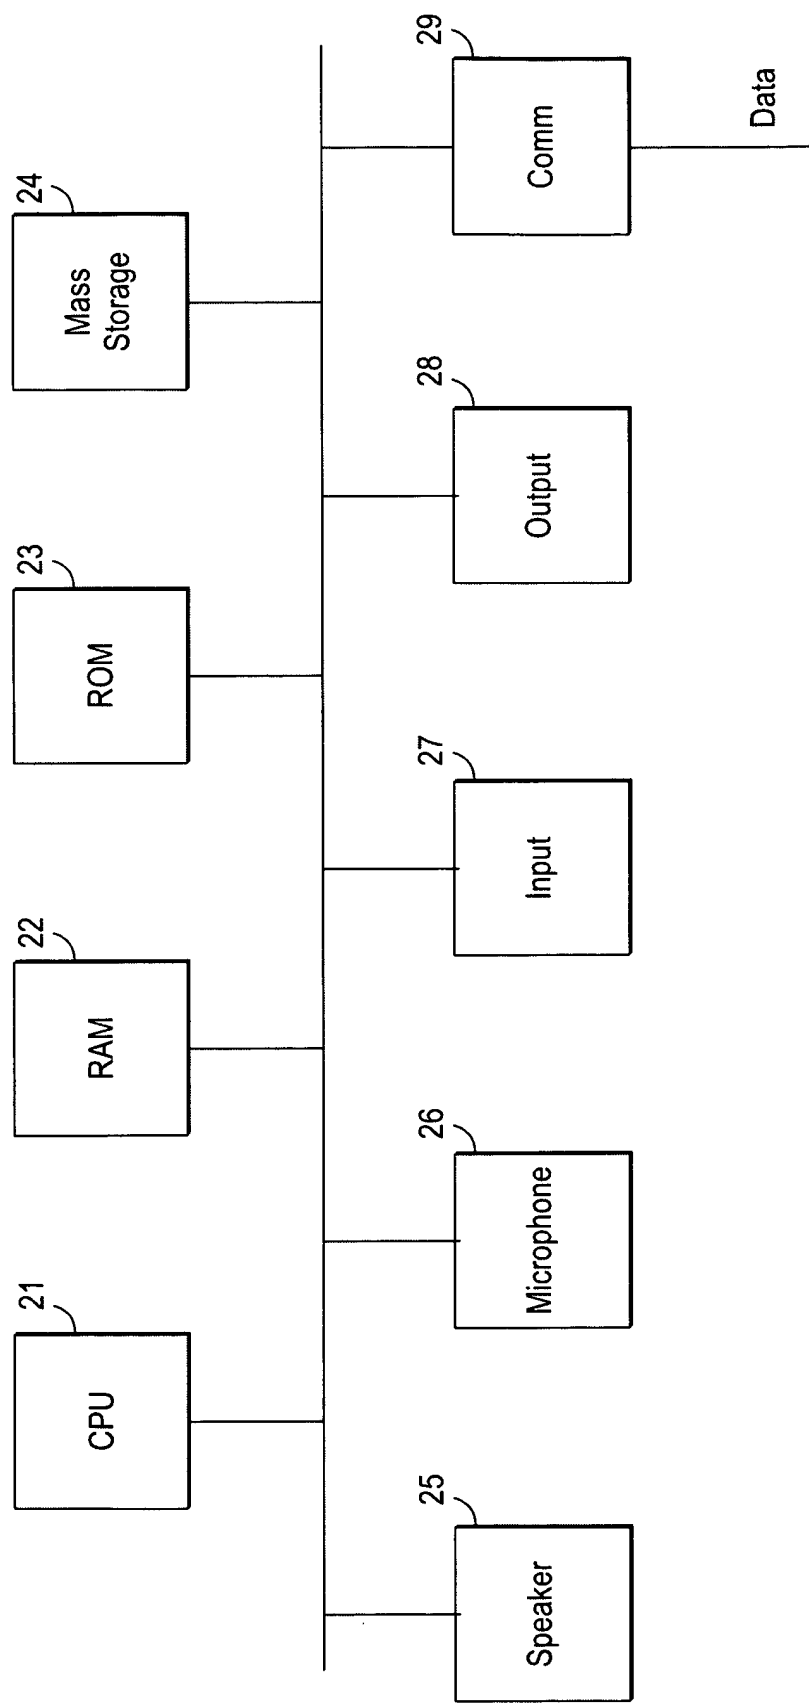 21
CPU
22
RAM
23
ROM
24
Mass
Storage
25
Speaker
26
Microphone
27
Input
28
Output
29
Comm
Data